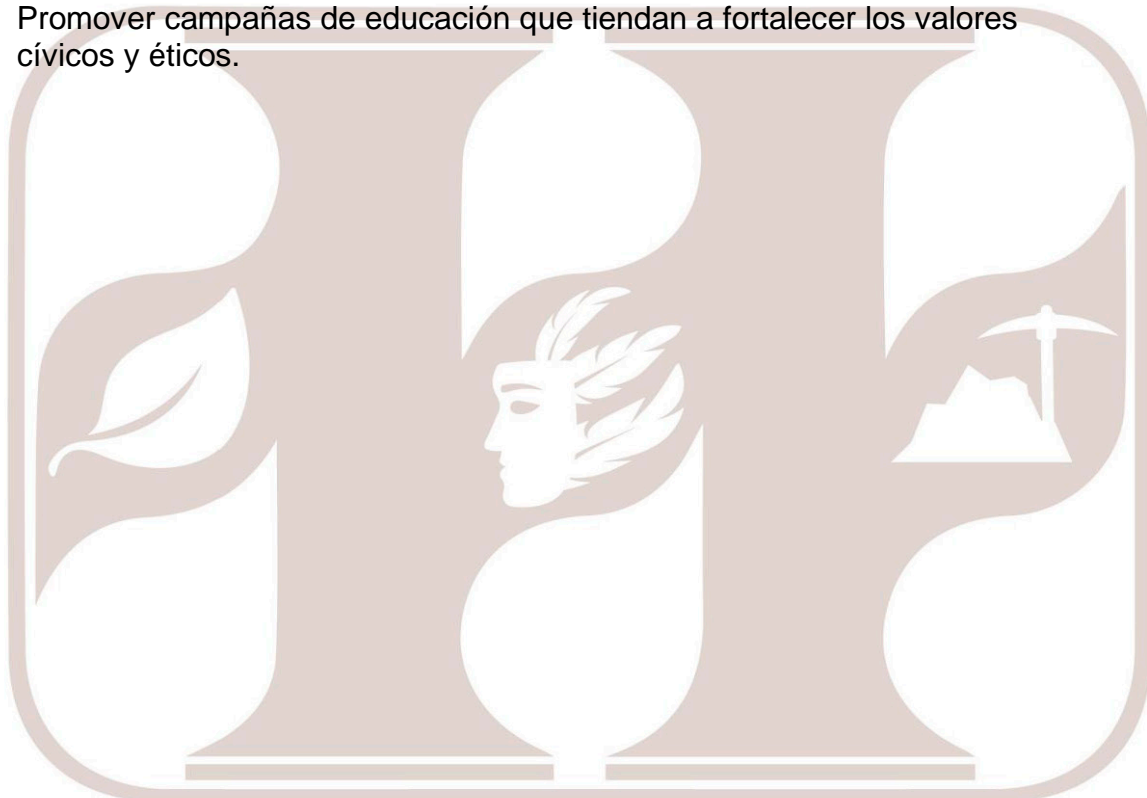 Promover campañas de educación que tiendan a fortalecer los valores
cívicos y éticos.